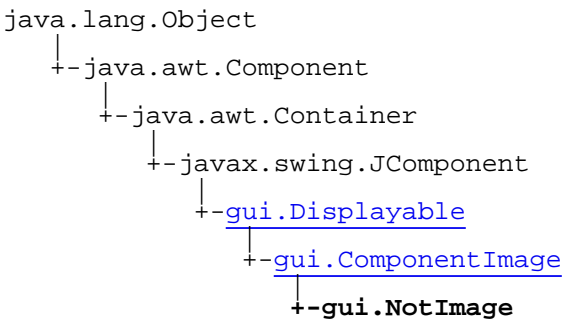 java.lang.Object
|
+-java.awt.Component
|
+-java.awt.Container
|
+-javax.swing.JComponent
|
+-gui.Displayable
|
+-gui.ComponentImage
|
+-gui.NotImage